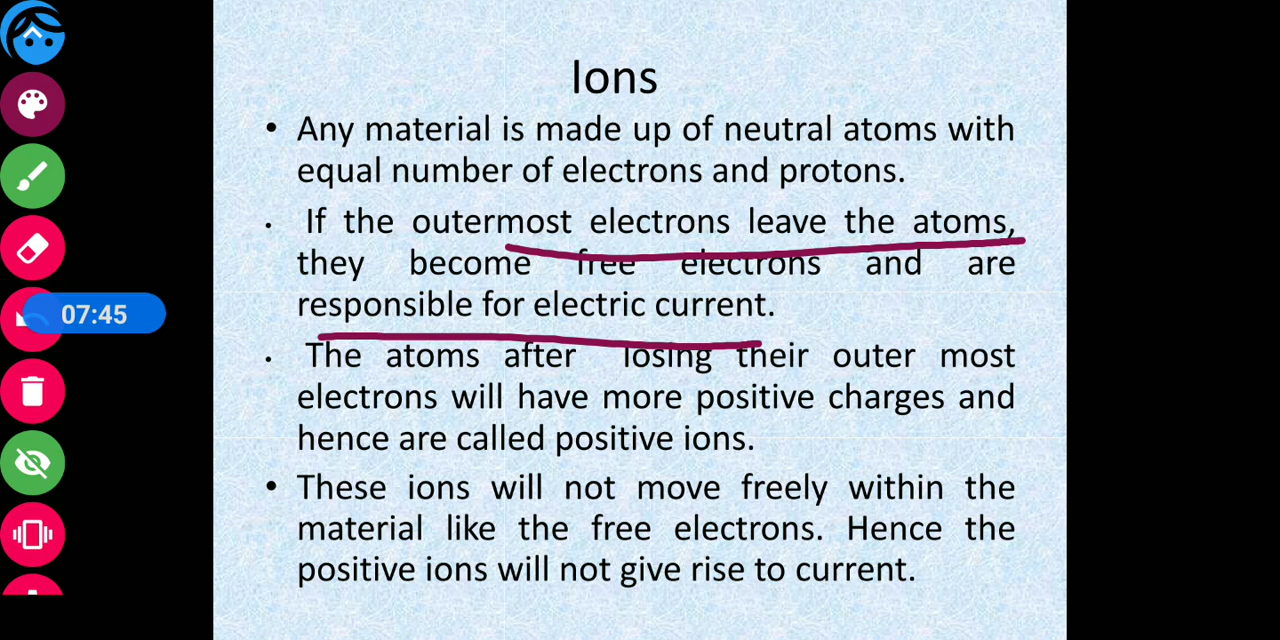 Ions
• Any material is made up of neutral atoms with
equal number of electrons and protons.
• If the outermost electrons leave the atoms,
they become free electrons and are
responsible for electric current.
• The atoms after losing their outer most
electrons will have more positive charges and
hence are called positive ions.
• These ions will not move freely within the
material like the free electrons. Hence the
positive ions will not give rise to current.
07:45